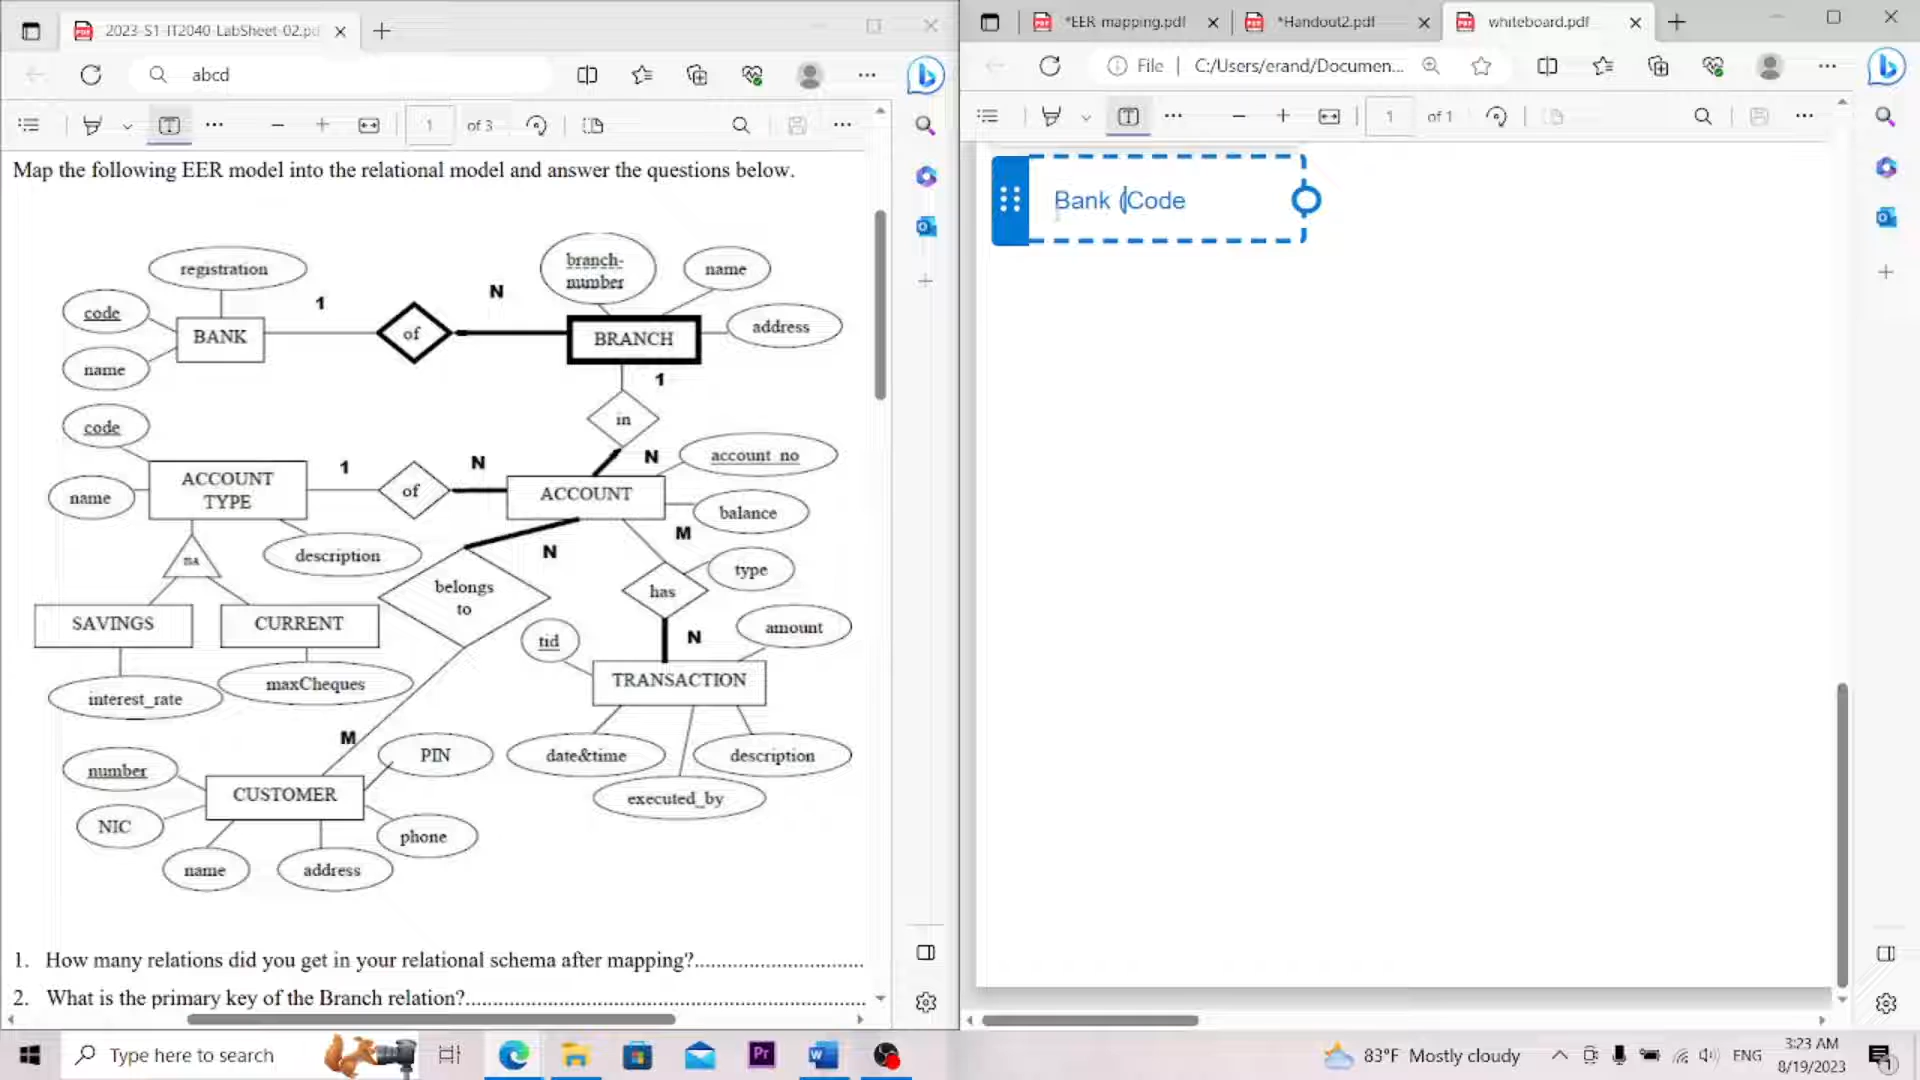 2023-S1-IT2040-LabSheet-02.pd
abcd
1 of 3
Map the following EER model into the relational model and answer the questions below.
registration
branch-
number
name
code
1
N
BANK
of
BRANCH
address
name
1
code
in
account_no
N
1
N
ACCOUNT
TYPE
of
ACCOUNT
name
balance
M
description
N
type
ISA
belongs
to
has
SAVINGS
CURRENT
amount
tid
N
TRANSACTION
interest_rate
maxCheques
M
PIN
date&time
description
number
CUSTOMER
executed_by
NIC
phone
name
address
1. How many relations did you get in your relational schema after mapping?..............................
2. What is the primary key of the Branch relation?.......................................................................
*EER mapping.pdf
*Handout2.pdf
whiteboard.pdf
File | C:/Users/erand/Documen...
1 of 1
Bank (Code
Type here to search
Pr
W
83°F Mostly cloudy
ENG
3:23 AM
8/19/2023
1